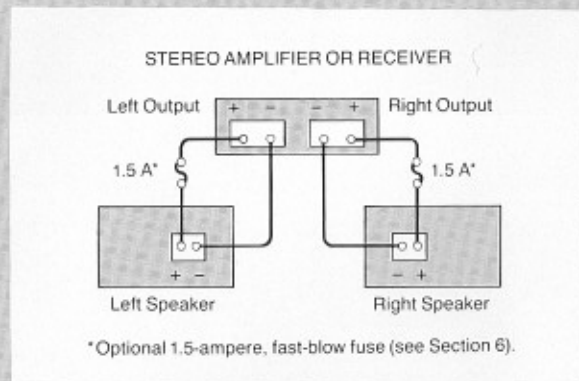 STEREO AMPLIFIER OR RECEIVER
Left Output + - - + Right Output
1.5 A* 1.5 A*
+ - - +
Left Speaker Right Speaker
*Optional 1.5-ampere, fast-blow fuse (see Section 6).